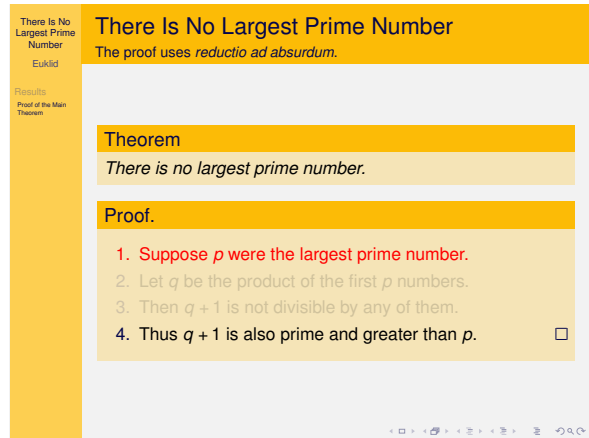 There Is No
Largest Prime
Number
Euklid
Results
Proof of the Main
Theorem
There Is No Largest Prime Number
The proof uses reductio ad absurdum.
Theorem
There is no largest prime number.
Proof.
1. Suppose p were the largest prime number.
2. Let q be the product of the first p numbers.
3. Then q + 1 is not divisible by any of them.
4. Thus q + 1 is also prime and greater than p. □